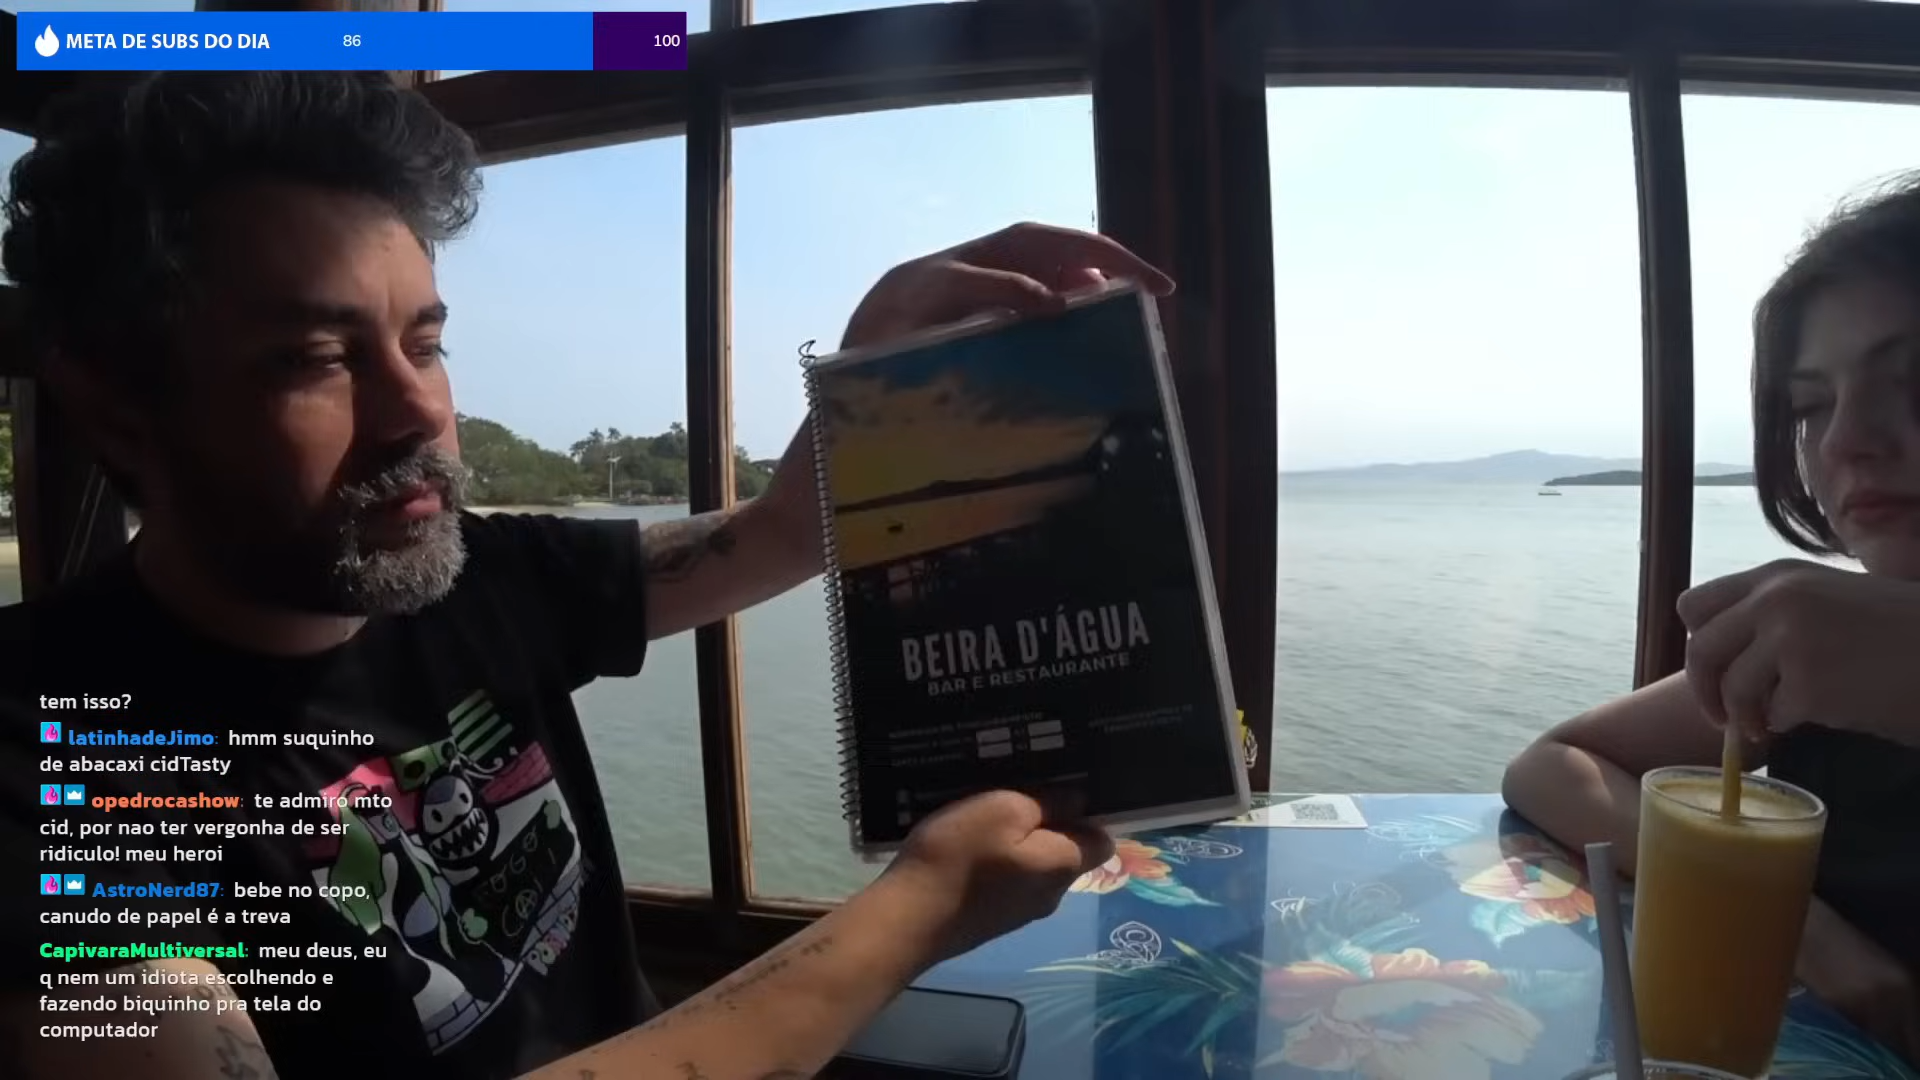 META DE SUBS DO DIA 86 100
BEIRA D'ÁGUA
BAR E RESTAURANTE
tem isso?
latinhadeJimo: hmm suquinho
de abacaxi cidTasty
opedrocashow: te admiro mto
cid, por nao ter vergonha de ser
ridiculo! meu heroi
AstroNerd87: bebe no copo,
canudo de papel é a treva
CapivaraMultiversal: meu deus, eu
q nem um idiota escolhendo e
fazendo biquinho pra tela do
computador